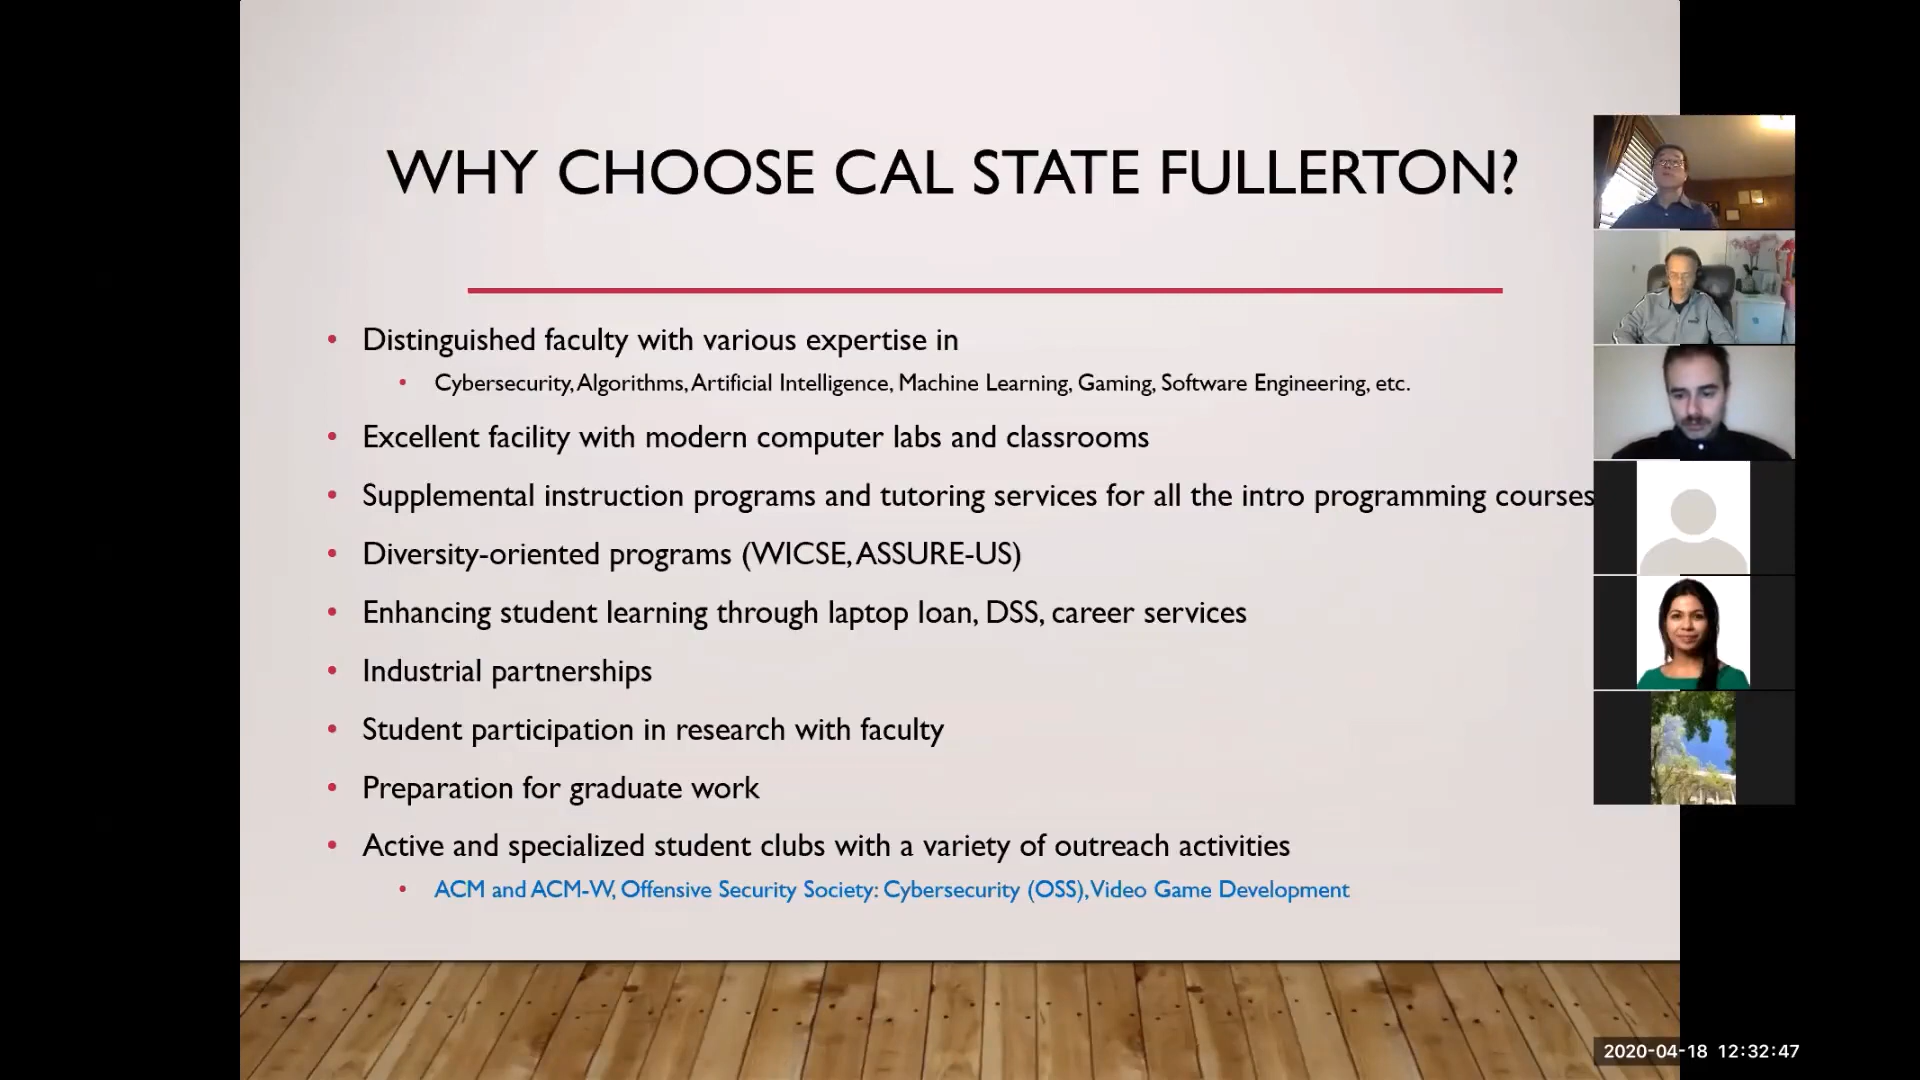 WHY CHOOSE CAL STATE FULLERTON?
• Distinguished faculty with various expertise in
• Cybersecurity, Algorithms, Artificial Intelligence, Machine Learning, Gaming, Software Engineering, etc.
• Excellent facility with modern computer labs and classrooms
• Supplemental instruction programs and tutoring services for all the intro programming courses
• Diversity-oriented programs (WICSE, ASSURE-US)
• Enhancing student learning through laptop loan, DSS, career services
• Industrial partnerships
• Student participation in research with faculty
• Preparation for graduate work
• Active and specialized student clubs with a variety of outreach activities
• ACM and ACM-W, Offensive Security Society: Cybersecurity (OSS), Video Game Development
2020-04-18 12:32:47